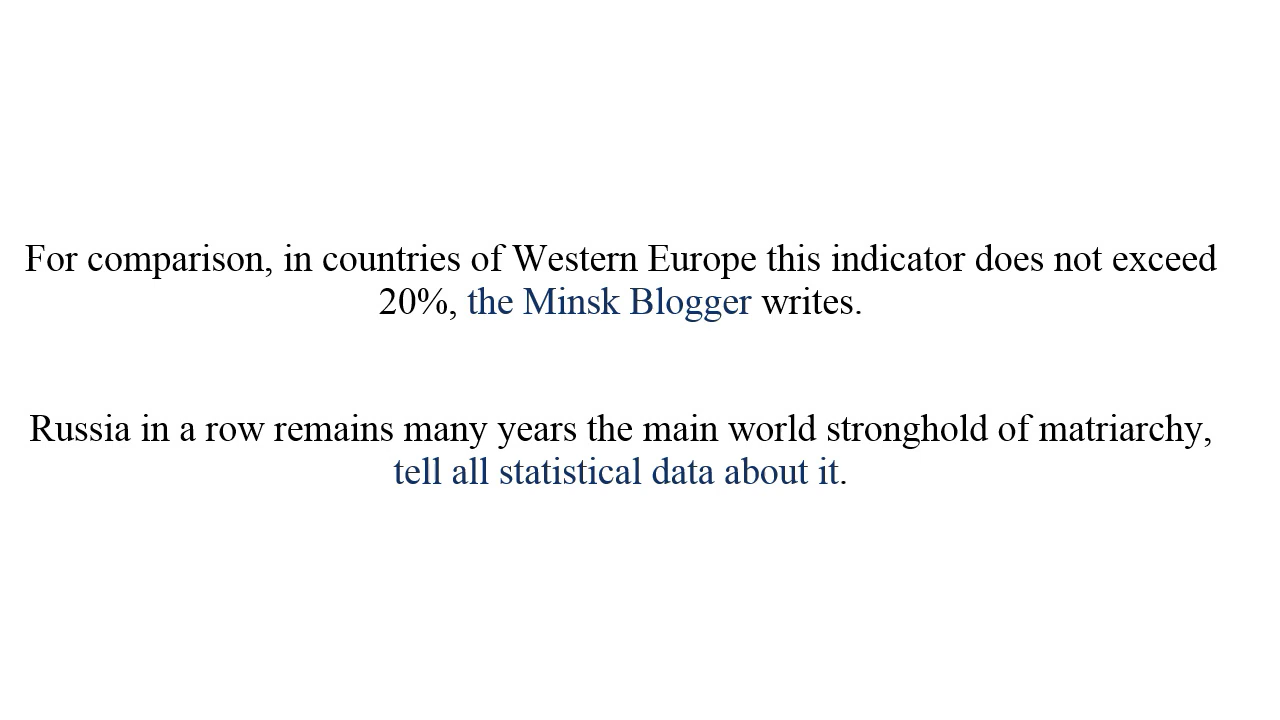 For comparison, in countries of Western Europe this indicator does not exceed
20%, the Minsk Blogger writes.
Russia in a row remains many years the main world stronghold of matriarchy,
tell all statistical data about it.